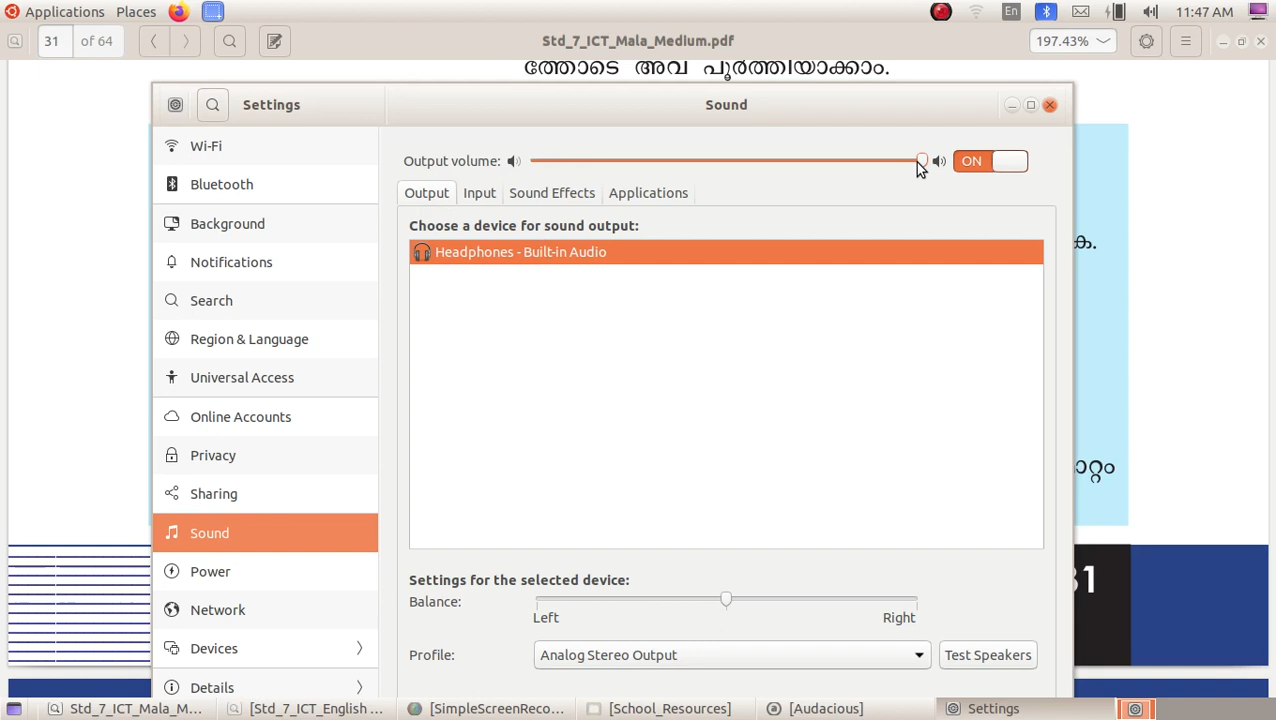 Applications Places En 11:47 AM
31 of 64 Std_7_ICT_Mala_Medium.pdf 197.43%
ത്തോടെ അവ പൂർത്തിയാക്കാം.
Settings Sound
Wi-Fi
Output volume: ON
Bluetooth
Output Input Sound Effects Applications
Background
Choose a device for sound output:
ക.
Headphones - Built-in Audio
Notifications
Search
Region & Language
Universal Access
Online Accounts
Privacy
മാറ്റം
Sharing
Sound
Power
Settings for the selected device:
Balance:
Left Right
Network
Devices
Profile: Analog Stereo Output Test Speakers
Details
Std_7_ICT_Mala_M... [Std_7_ICT_English ... [SimpleScreenReco... [School_Resources] [Audacious] Settings